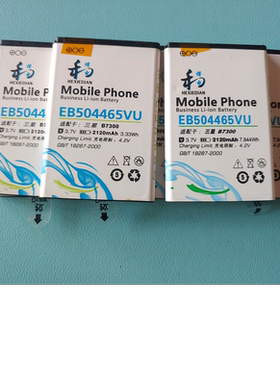 和
HEXIEDIAN
Mobile Phone
Business Li-ion Battery
EB504465VU
适配于：三星 B7300
3.7V 2120mAh 3.33Wh
Charging Limit 充电限制：4.2V
GB/T 18287-2000
和
HEXIEDIAN
Mobile Phone
Business Li-ion Battery
EB504465VU
适配于：三星 B7300
3.7V 2120mAh 7.844Wh
Charging Limit 充电限制：4.2V
GB/T 18287-2000